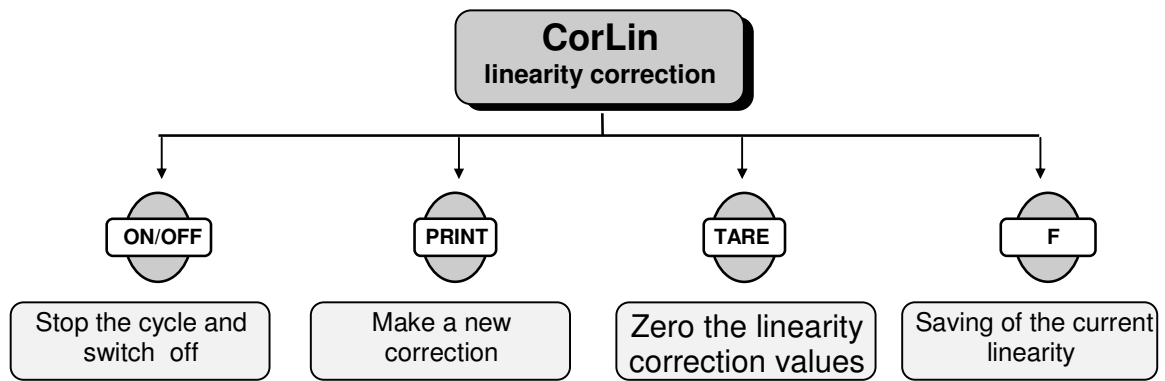 CorLin
linearity correction
ON/OFF
PRINT
TARE
F
Stop the cycle and
switch off
Make a new
correction
Zero the linearity
correction values
Saving of the current
linearity